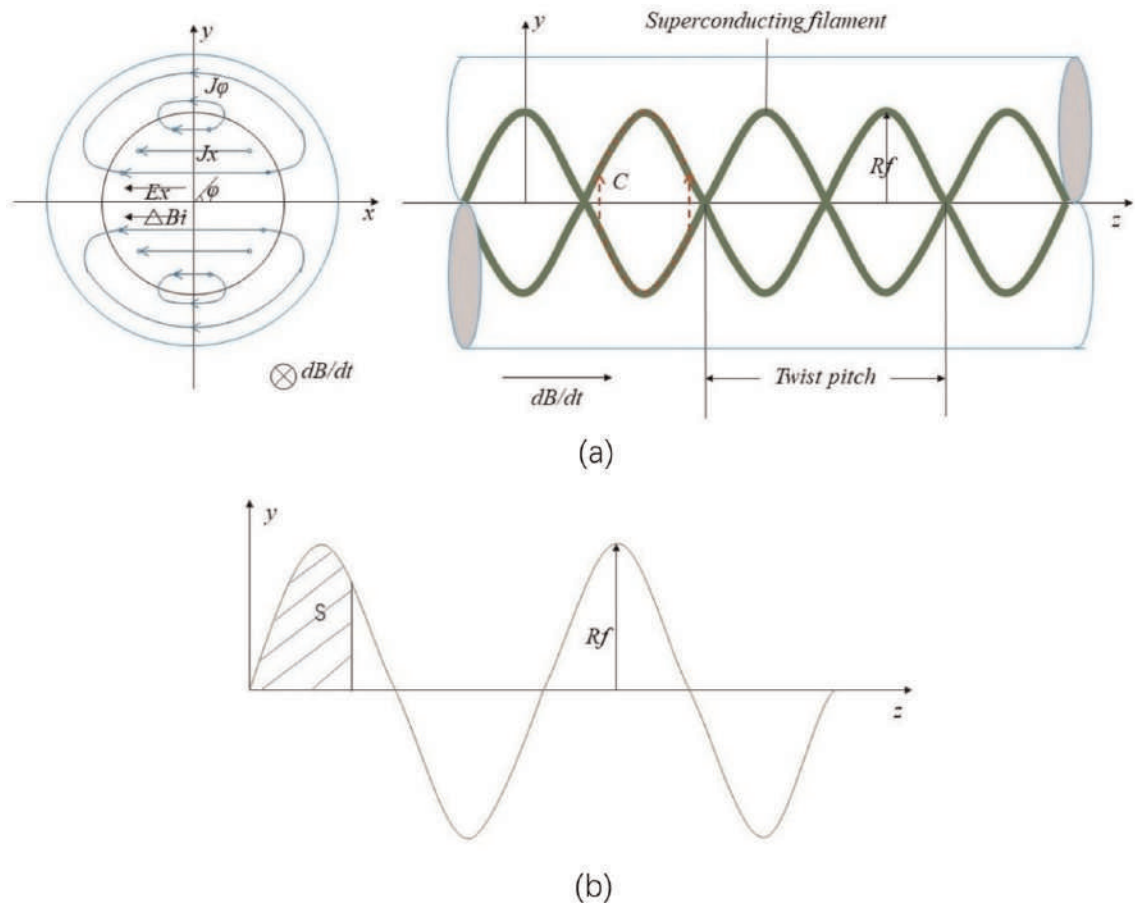 y
Jφ
Jx
Ex
φ
x
△Bi
⊗ dB/dt
Superconducting filament
y
C
Rf
z
dB/dt
Twist pitch
(a)
y
S
Rf
z
(b)